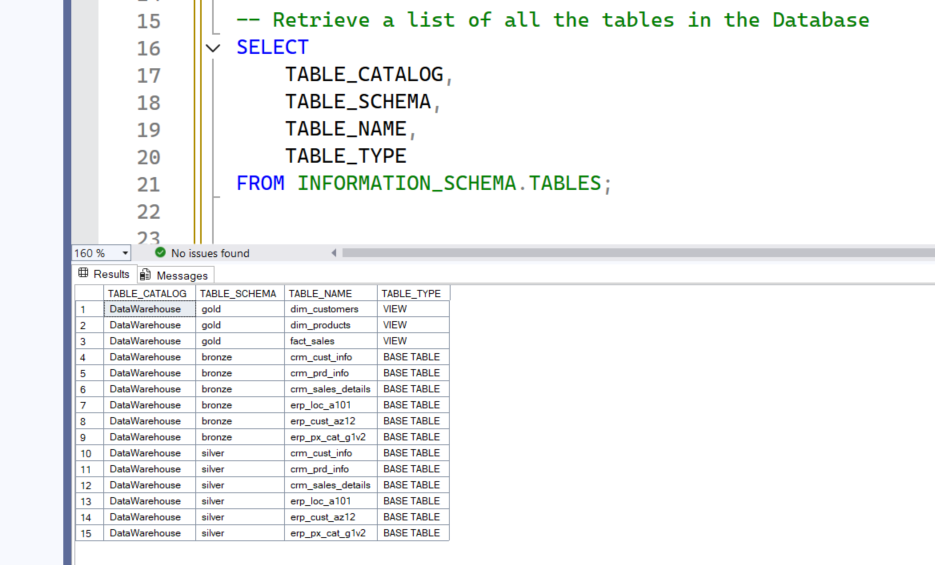 15 -- Retrieve a list of all the tables in the Database
16 SELECT
17 TABLE_CATALOG,
18 TABLE_SCHEMA,
19 TABLE_NAME,
20 TABLE_TYPE
21 FROM INFORMATION_SCHEMA.TABLES;
22
23
160 % No issues found
Results Messages
TABLE_CATALOG TABLE_SCHEMA TABLE_NAME TABLE_TYPE
1 DataWarehouse gold dim_customers VIEW
2 DataWarehouse gold dim_products VIEW
3 DataWarehouse gold fact_sales VIEW
4 DataWarehouse bronze crm_cust_info BASE TABLE
5 DataWarehouse bronze crm_prd_info BASE TABLE
6 DataWarehouse bronze crm_sales_details BASE TABLE
7 DataWarehouse bronze erp_loc_a101 BASE TABLE
8 DataWarehouse bronze erp_cust_az12 BASE TABLE
9 DataWarehouse bronze erp_px_cat_g1v2 BASE TABLE
10 DataWarehouse silver crm_cust_info BASE TABLE
11 DataWarehouse silver crm_prd_info BASE TABLE
12 DataWarehouse silver crm_sales_details BASE TABLE
13 DataWarehouse silver erp_loc_a101 BASE TABLE
14 DataWarehouse silver erp_cust_az12 BASE TABLE
15 DataWarehouse silver erp_px_cat_g1v2 BASE TABLE